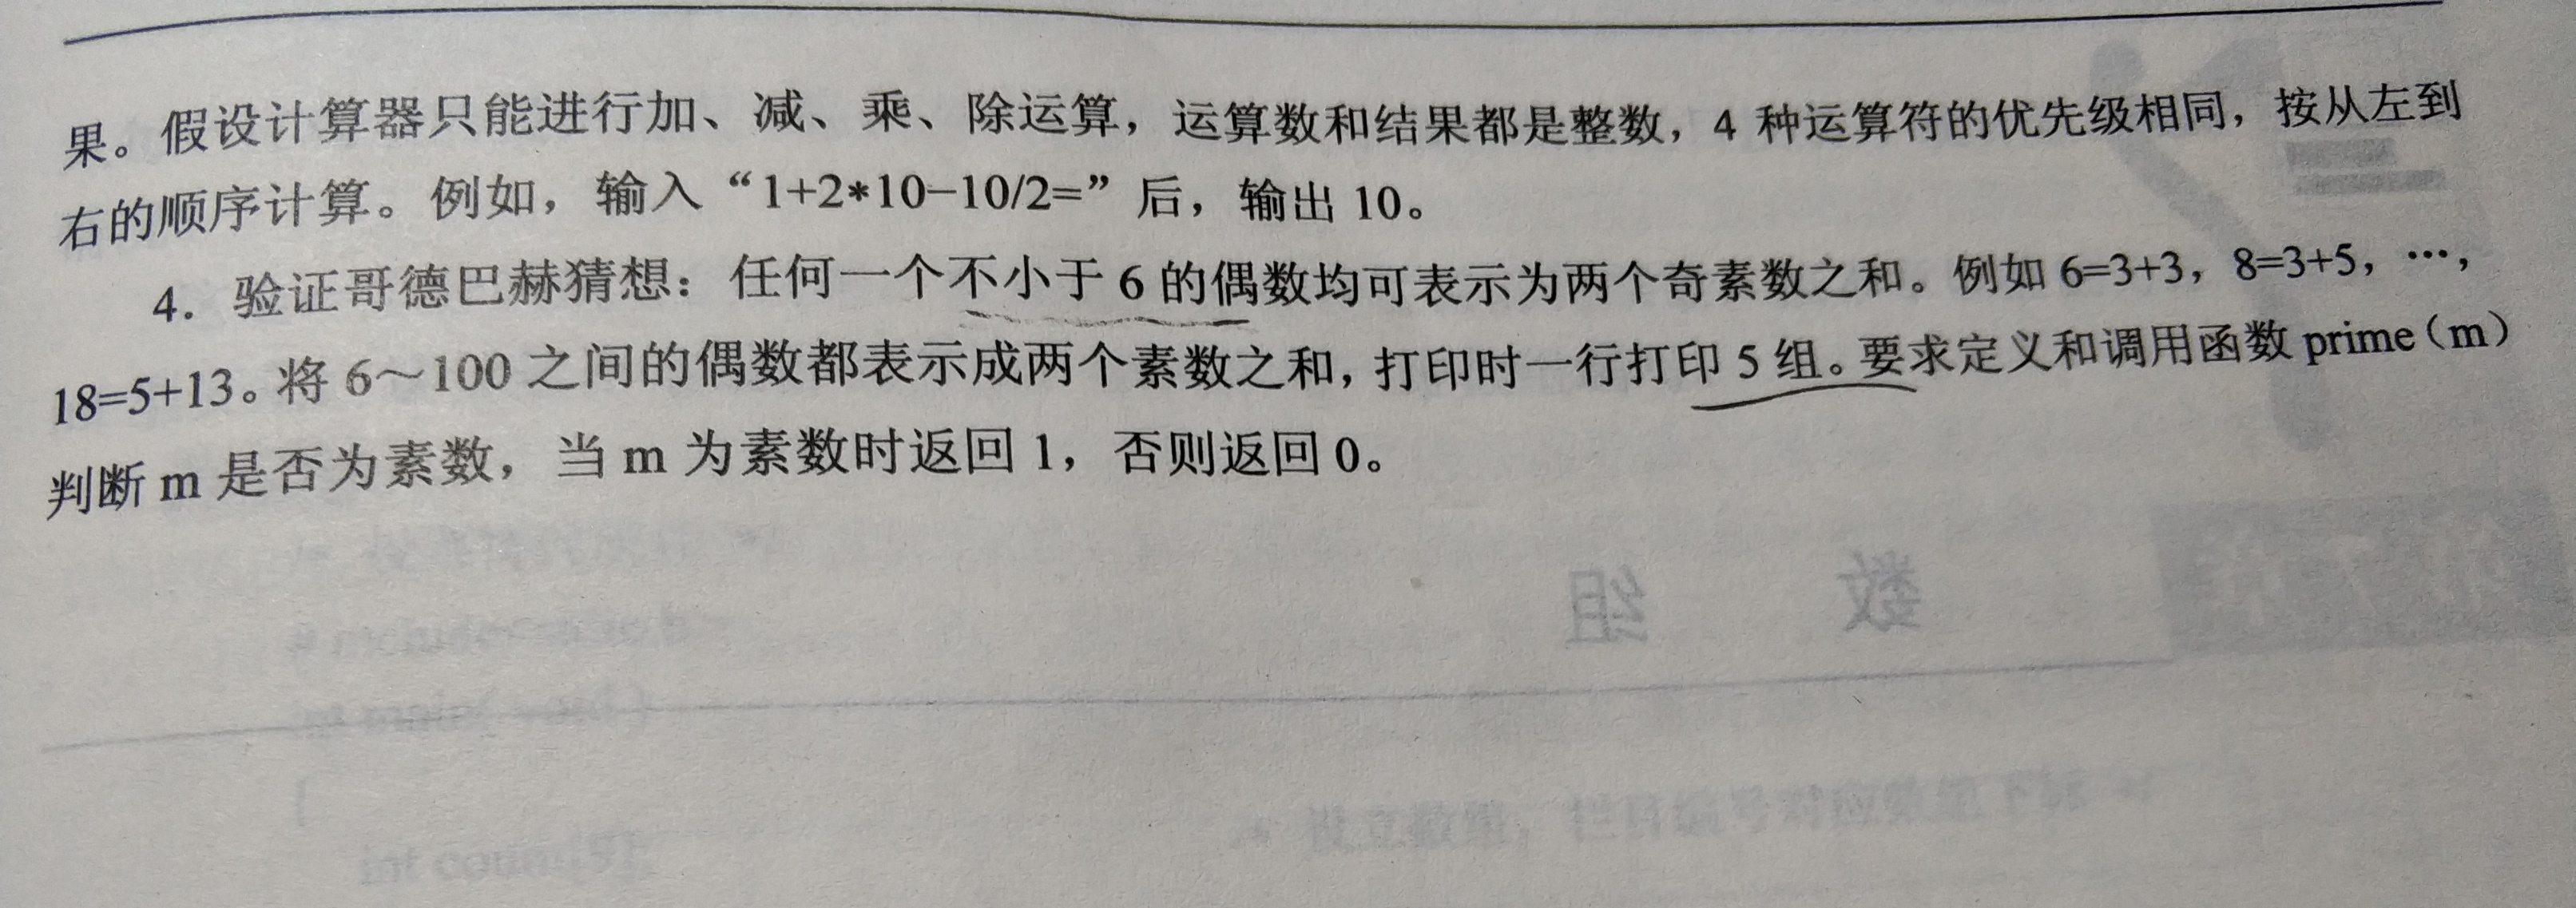 果。假设计算器只能进行加、减、乘、除运算，运算数和结果都是整数，4 种运算符的优先级相同，按从左到
右的顺序计算。例如，输入“1+2*10−10/2=”后，输出 10。
4．验证哥德巴赫猜想：任何一个不小于 6 的偶数均可表示为两个奇素数之和。例如 6=3+3，8=3+5，…，
18=5+13。将 6～100 之间的偶数都表示成两个素数之和，打印时一行打印 5 组。要求定义和调用函数 prime（m）
判断 m 是否为素数，当 m 为素数时返回 1，否则返回 0。
数 组